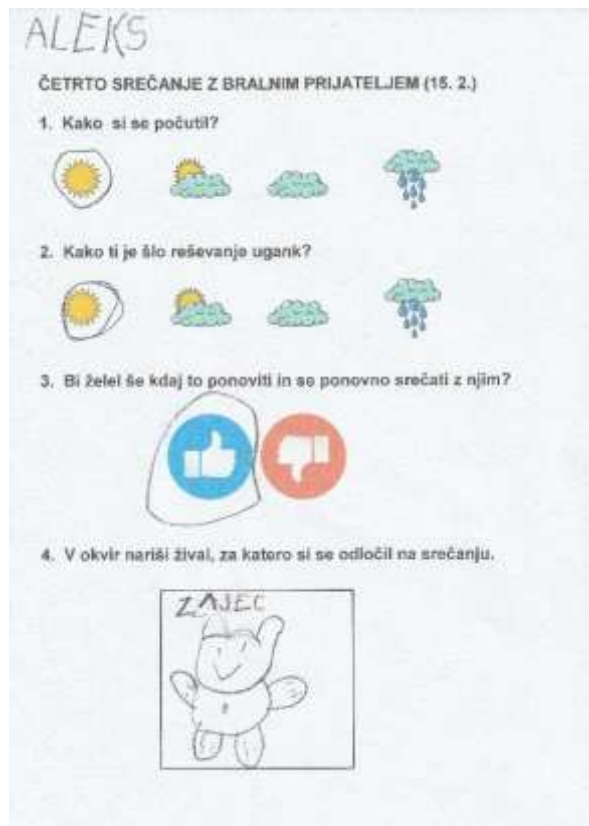 ALEKS
ČETRTO SREČANJE Z BRALNIM PRIJATELJEM (15. 2.)
1. Kako si se počutil?
2. Kako ti je šlo reševanje ugank?
3. Bi želel še kdaj to ponoviti in se ponovno srečati z njim?
4. V okvir nariši žival, za katero si se odločil na srečanju.
ZAJEC